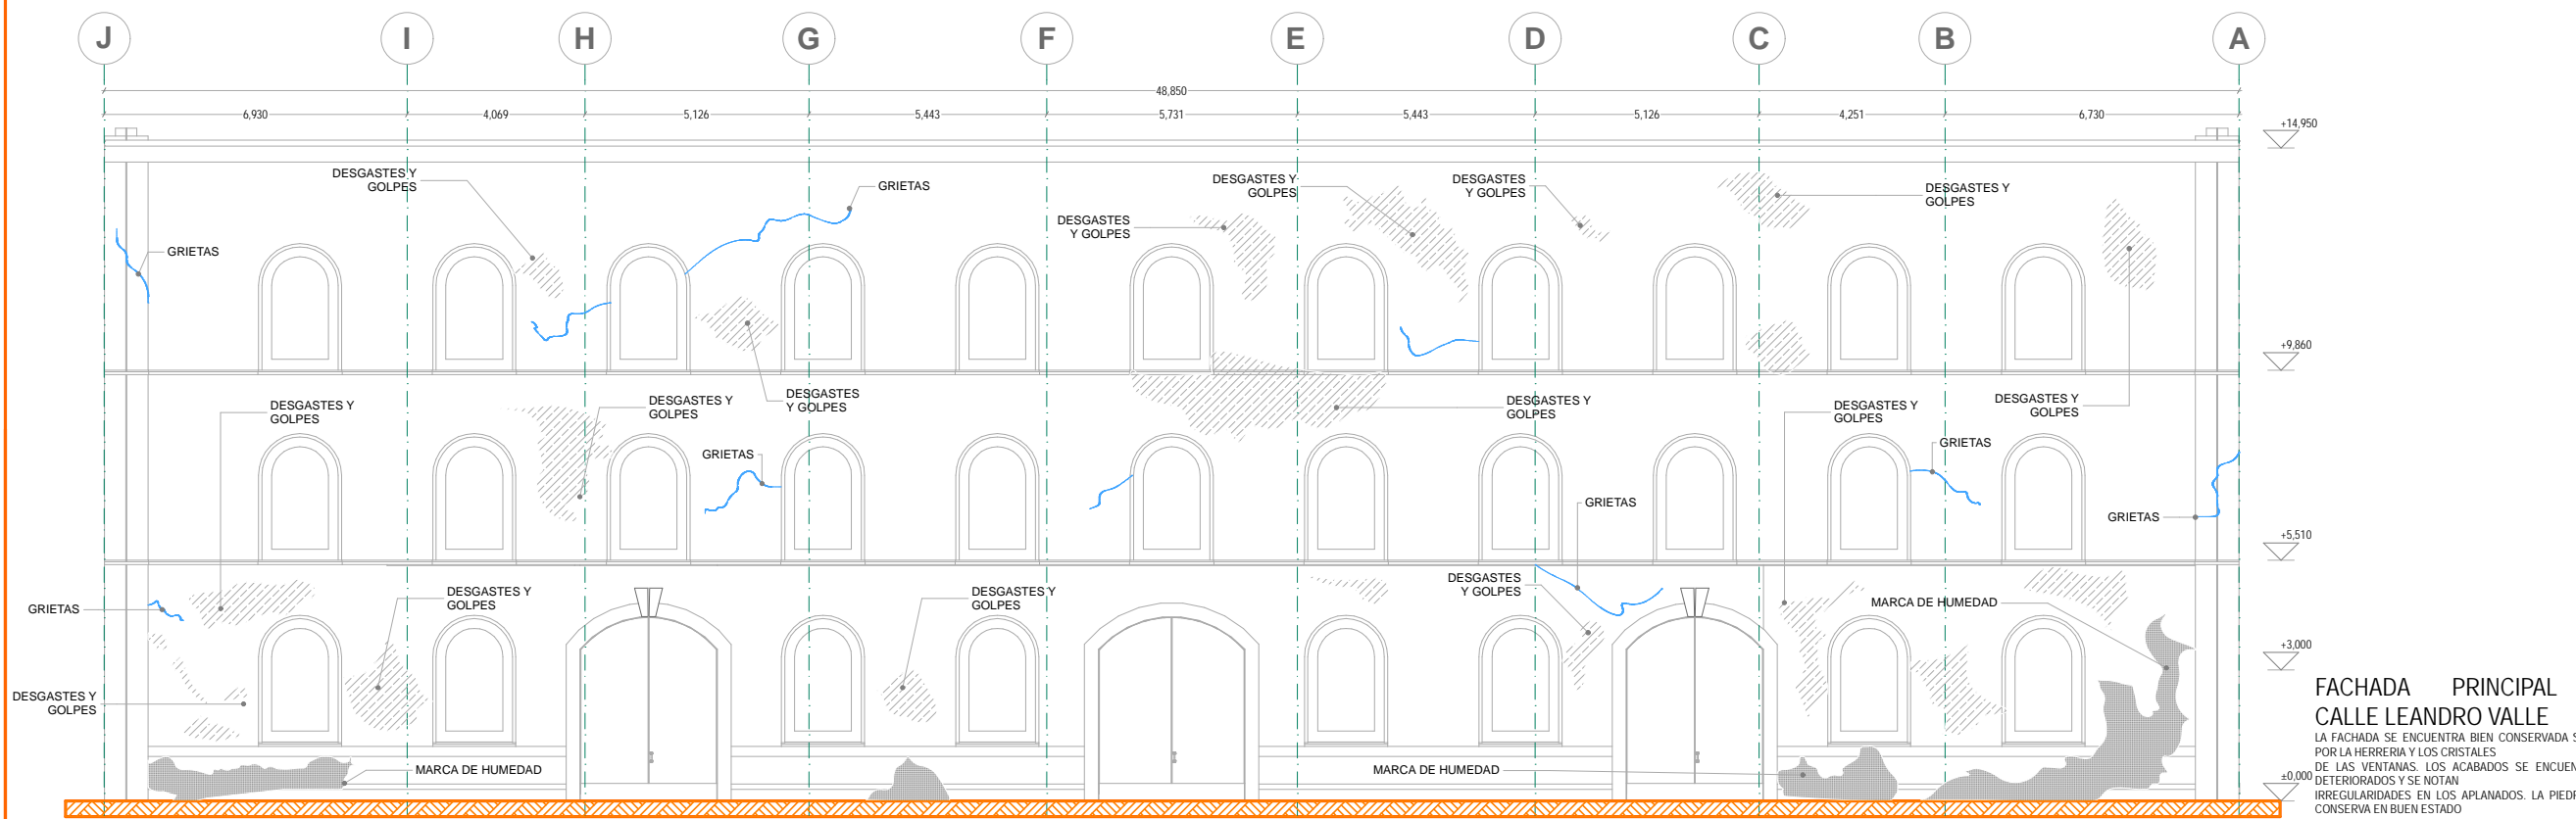 J I H G F E D C B A
48,850
6,930 4,069 5,126 5,443 5,731 5,443 5,126 4,251 6,730
+14,950
DESGASTES Y
GOLPES
GRIETAS
DESGASTES Y
GOLPES
DESGASTES
Y GOLPES
DESGASTES Y
GOLPES
DESGASTES
Y GOLPES
GRIETAS
+9,860
DESGASTES Y
GOLPES
DESGASTES Y
GOLPES
DESGASTES
Y GOLPES
DESGASTES Y
GOLPES
DESGASTES Y
GOLPES
DESGASTES Y
GOLPES
GRIETAS
GRIETAS
GRIETAS
GRIETAS
+5,510
GRIETAS
DESGASTES Y
GOLPES
DESGASTES Y
GOLPES
DESGASTES
Y GOLPES
MARCA DE HUMEDAD
+3,000
DESGASTES Y
GOLPES
MARCA DE HUMEDAD
MARCA DE HUMEDAD
±0,000
FACHADA PRINCIPAL
CALLE LEANDRO VALLE
LA FACHADA SE ENCUENTRA BIEN CONSERVADA S
POR LA HERRERIA Y LOS CRISTALES
DE LAS VENTANAS. LOS ACABADOS SE ENCUEN
DETERIORADOS Y SE NOTAN
IRREGULARIDADES EN LOS APLANADOS. LA PIEDR
CONSERVA EN BUEN ESTADO